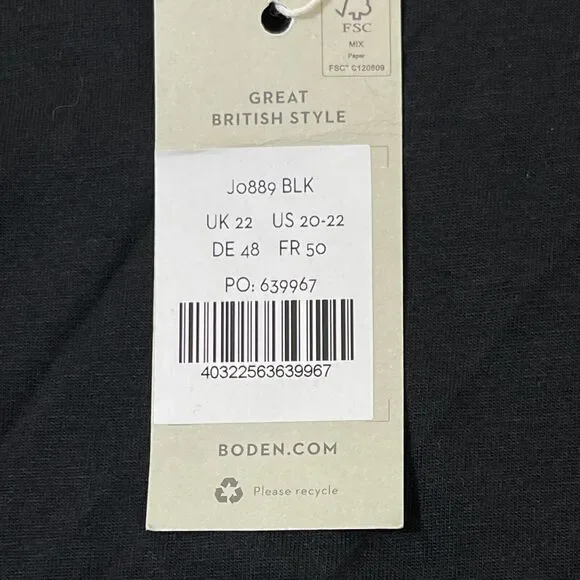 FSC
MIX
Paper
FSC® C120809
GREAT
BRITISH STYLE
J0889 BLK
UK 22 US 20-22
DE 48 FR 50
PO: 639967
40322563639967
BODEN.COM
Please recycle